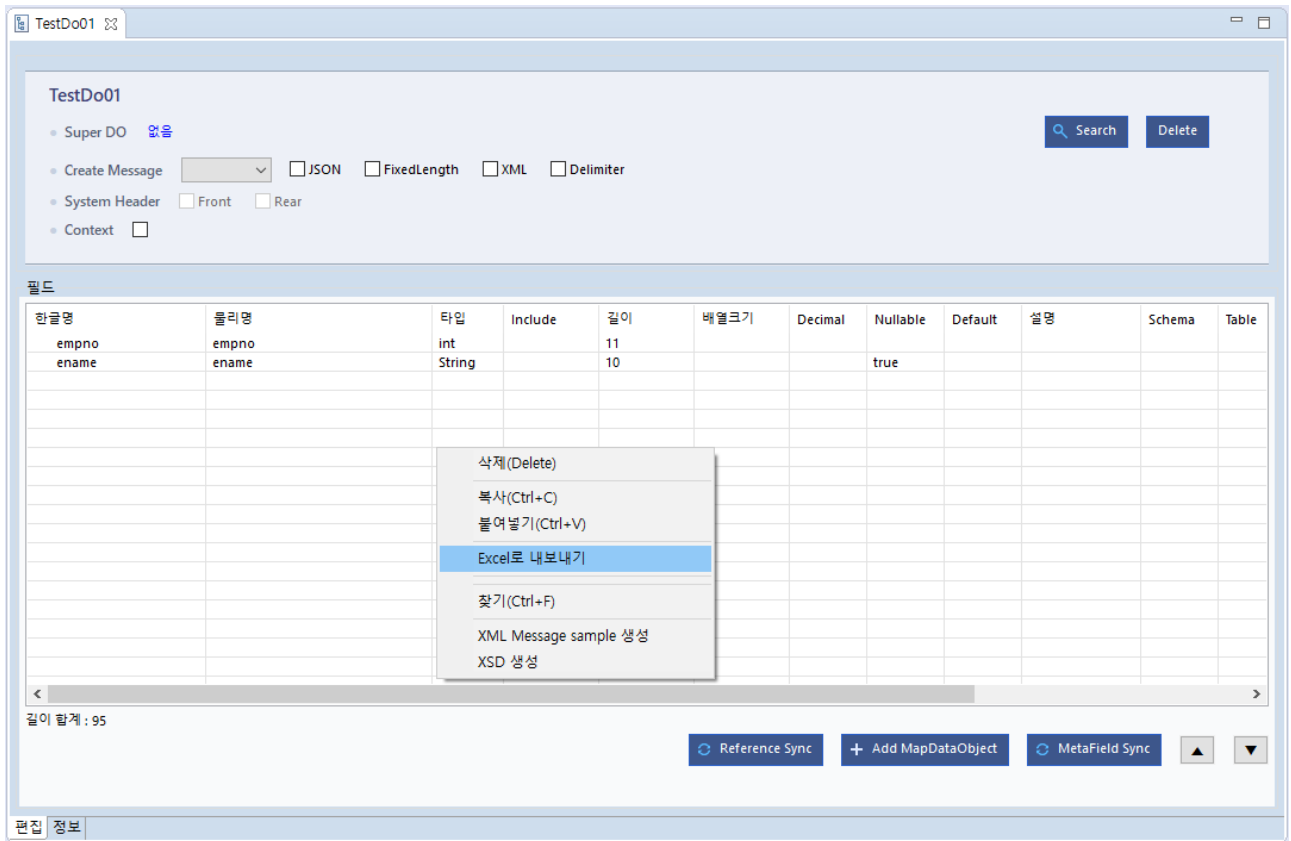 TestDo01
TestDo01
Super DO 없음 Search Delete
Create Message JSON FixedLength XML Delimiter
System Header Front Rear
Context
필드
한글명 물리명 타입 Include 길이 배열크기 Decimal Nullable Default 설명 Schema Table
empno empno int 11
ename ename String 10 true
삭제(Delete)
복사(Ctrl+C)
붙여넣기(Ctrl+V)
Excel로 내보내기
찾기(Ctrl+F)
XML Message sample 생성
XSD 생성
길이 합계 : 95
Reference Sync + Add MapDataObject MetaField Sync ▲ ▼
편집 정보